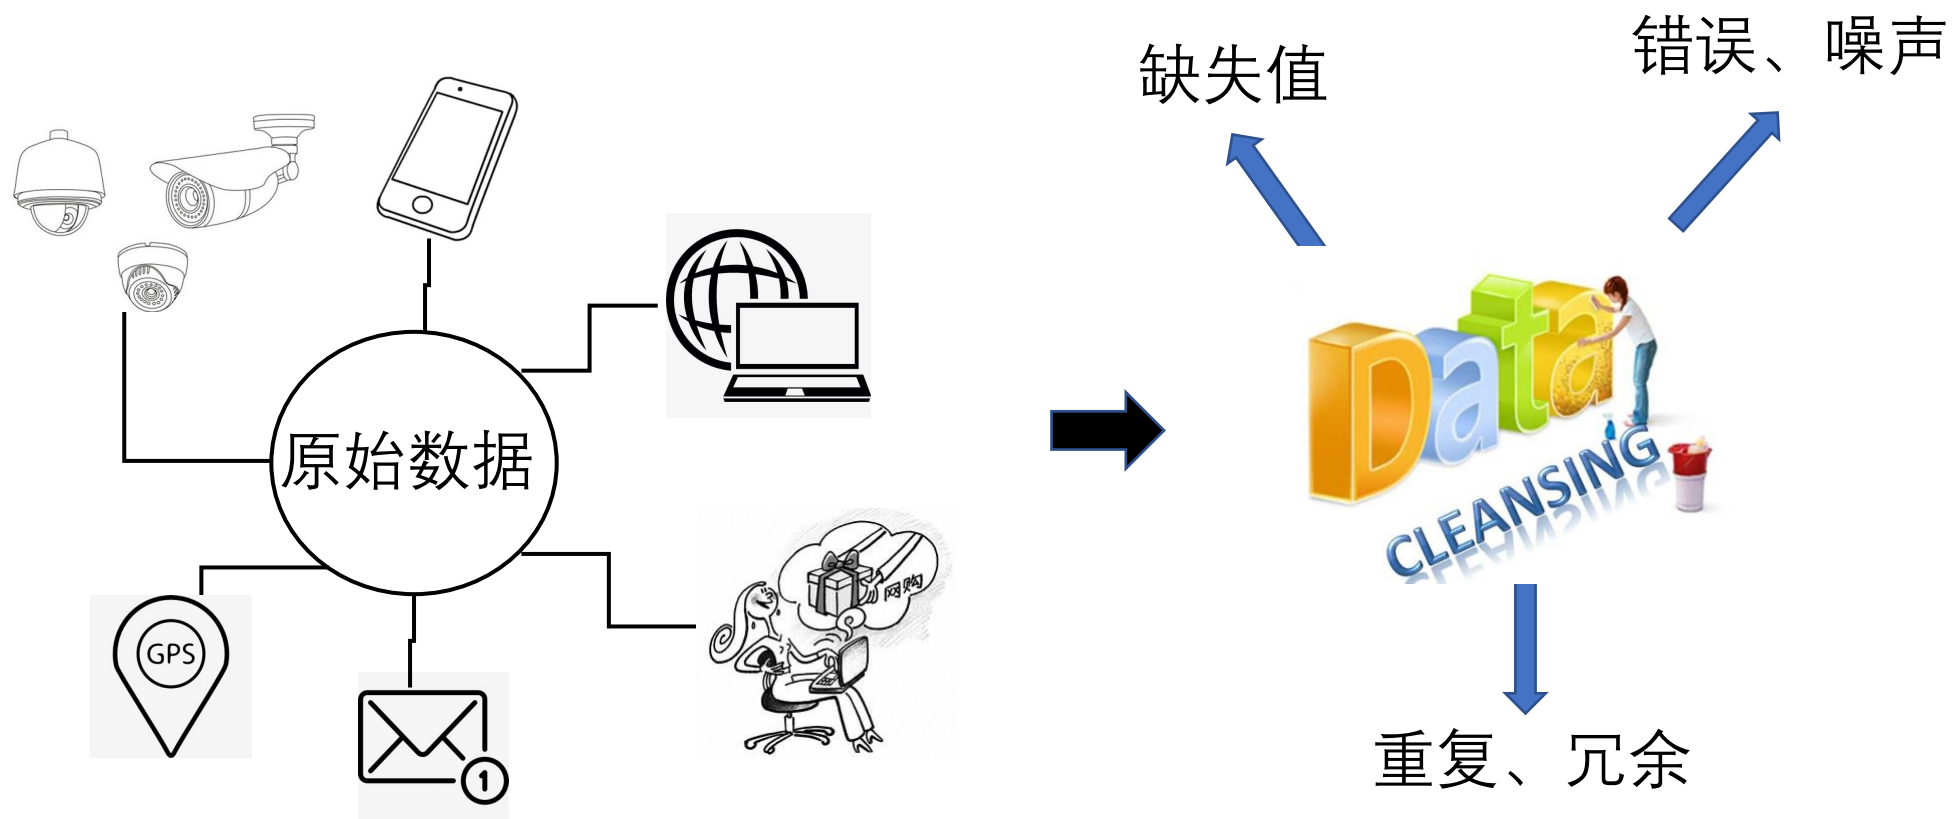 缺失值
错误、噪声
原始数据
Data
CLEANSING
网购
GPS
1
重复、冗余